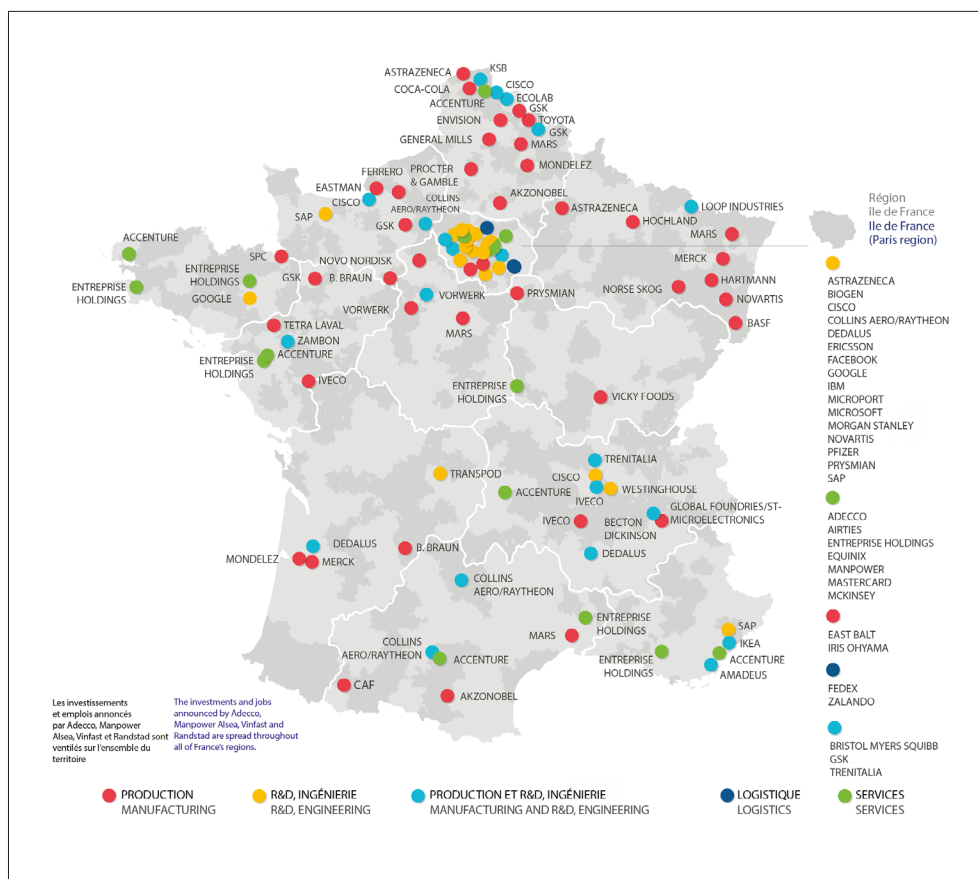 ASTRAZENECA
KSB
COCA-COLA
CISCO
ACCENTURE
ECOLAB
GSK
ENVISION
TOYOTA
GSK
GENERAL MILLS
MARS
MONDELEZ
FERRERO
PROCTER
& GAMBLE
EASTMAN
CISCO
COLLINS
AERO/RAYTHEON
AKZONOBEL
SAP
GSK
ASTRAZENECA
LOOP INDUSTRIES
HOCHLAND
MARS
ACCENTURE
SPC
NOVO NORDISK
MERCK
ENTREPRISE
HOLDINGS
ENTREPRISE
HOLDINGS
GSK
B. BRAUN
HARTMANN
NORSE SKOG
GOOGLE
VORWERK
PRYSMIAN
NOVARTIS
VORWERK
MARS
BASF
TETRA LAVAL
ZAMBON
ACCENTURE
ENTREPRISE
HOLDINGS
IVECO
ENTREPRISE
HOLDINGS
VICKY FOODS
TRENITALIA
TRANSPOD
CISCO
ACCENTURE
IVECO
WESTINGHOUSE
GLOBAL FOUNDRIES/ST-
MICROELECTRONICS
IVECO
BECTON
DICKINSON
DEDALUS
B. BRAUN
MONDELEZ
MERCK
DEDALUS
COLLINS
AERO/RAYTHEON
ENTREPRISE
HOLDINGS
MARS
SAP
IKEA
COLLINS
AERO/RAYTHEON
ACCENTURE
ENTREPRISE
HOLDINGS
ACCENTURE
AMADEUS
CAF
AKZONOBEL
Région
ile de France
Ile de France
(Paris region)
ASTRAZENECA
BIOGEN
CISCO
COLLINS AERO/RAYTHEON
DEDALUS
ERICSSON
FACEBOOK
GOOGLE
IBM
MICROPORT
MICROSOFT
MORGAN STANLEY
NOVARTIS
PFIZER
PRYSMIAN
SAP
ADECCO
AIRTIES
ENTREPRISE HOLDINGS
EQUINIX
MANPOWER
MASTERCARD
MCKINSEY
EAST BALT
IRIS OHYAMA
FEDEX
ZALANDO
BRISTOL MYERS SQUIBB
GSK
TRENITALIA
Les investissements
et emplois annoncés
par Adecco, Manpower
Alsea, Vinfast et Randstad sont
ventilés sur l'ensemble du
territoire
The investments and jobs
announced by Adecco,
Manpower Alsea, Vinfast and
Randstad are spread throughout
all of France's regions.
PRODUCTION
MANUFACTURING
R&D, INGÉNIERIE
R&D, ENGINEERING
PRODUCTION ET R&D, INGÉNIERIE
MANUFACTURING AND R&D, ENGINEERING
LOGISTIQUE
LOGISTICS
SERVICES
SERVICES